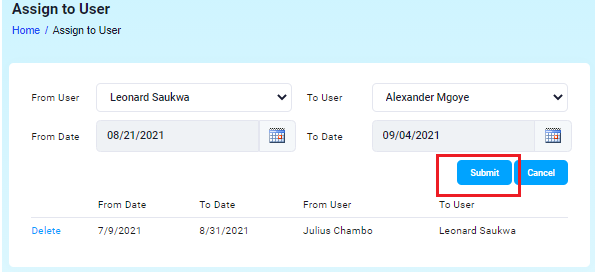 Assign to User
Home / Assign to User
From User Leonard Saukwa To User Alexander Mgoye
From Date 08/21/2021 To Date 09/04/2021
Submit Cancel
From Date To Date From User To User
Delete 7/9/2021 8/31/2021 Julius Chambo Leonard Saukwa